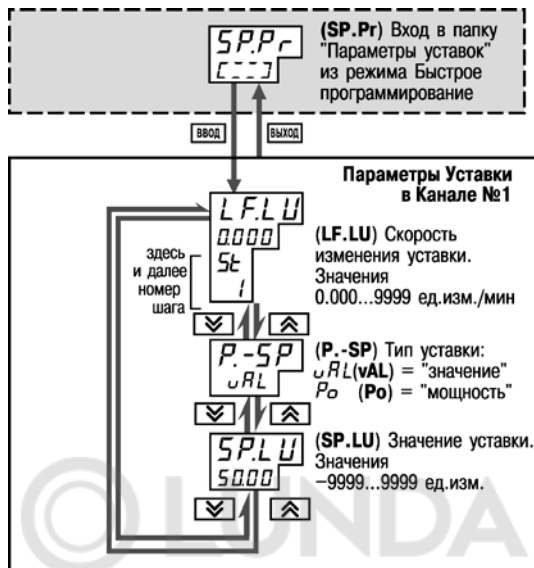 SP.Pr
[---]
(SP.Pr) Вход в папку
"Параметры уставок"
из режима Быстрое
программирование
ВВОД
ВЫХОД
Параметры Уставки
в Канале №1
LF.LU
0.000
St
1
здесь
и далее
номер
шага
(LF.LU) Скорость
изменения уставки.
Значения
0.000...9999 ед.изм./мин
P.-SP
vAL
(P.-SP) Тип уставки:
vAL(vAL) = "значение"
Po (Po) = "мощность"
SP.LU
50.00
(SP.LU) Значение уставки.
Значения
−9999...9999 ед.изм.
LUNDA